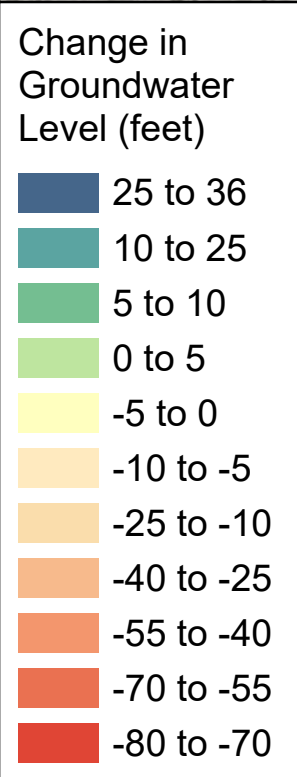 Change in
Groundwater
Level (feet)
25 to 36
10 to 25
5 to 10
0 to 5
-5 to 0
-10 to -5
-25 to -10
-40 to -25
-55 to -40
-70 to -55
-80 to -70